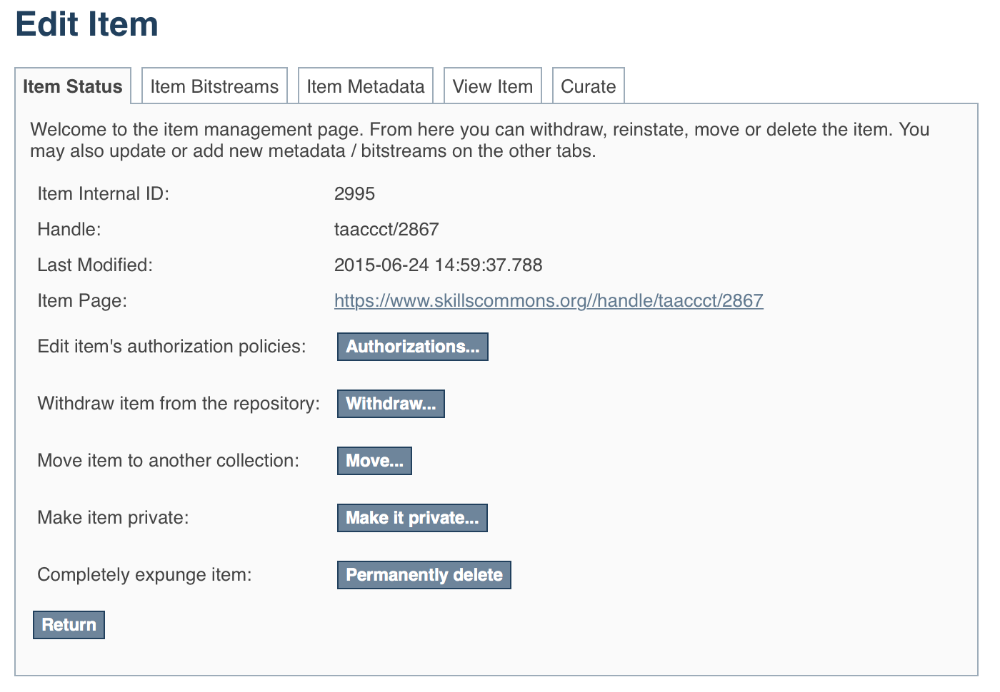 Edit Item
Item Status Item Bitstreams Item Metadata View Item Curate
Welcome to the item management page. From here you can withdraw, reinstate, move or delete the item. You
may also update or add new metadata / bitstreams on the other tabs.
Item Internal ID: 2995
Handle: taaccct/2867
Last Modified: 2015-06-24 14:59:37.788
Item Page: https://www.skillscommons.org//handle/taaccct/2867
Edit item's authorization policies: Authorizations...
Withdraw item from the repository: Withdraw...
Move item to another collection: Move...
Make item private: Make it private...
Completely expunge item: Permanently delete
Return